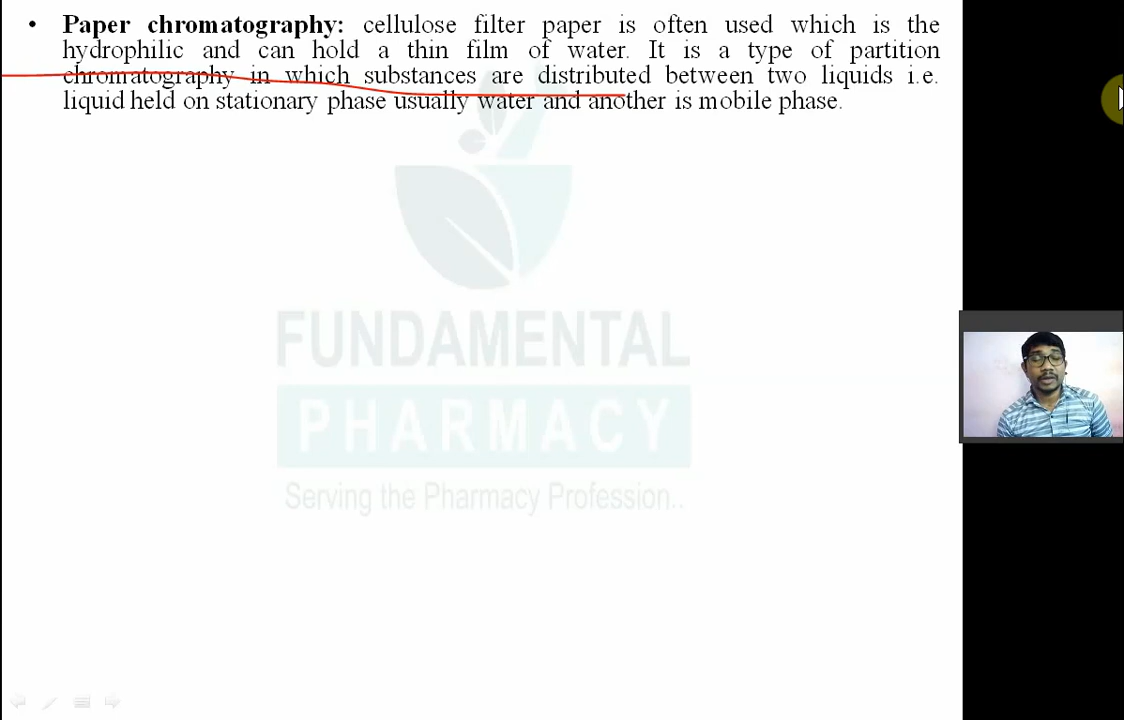 • Paper chromatography: cellulose filter paper is often used which is the
hydrophilic and can hold a thin film of water. It is a type of partition
chromatography in which substances are distributed between two liquids i.e.
liquid held on stationary phase usually water and another is mobile phase.
FUNDAMENTAL
PHARMACY
Serving the Pharmacy Profession..